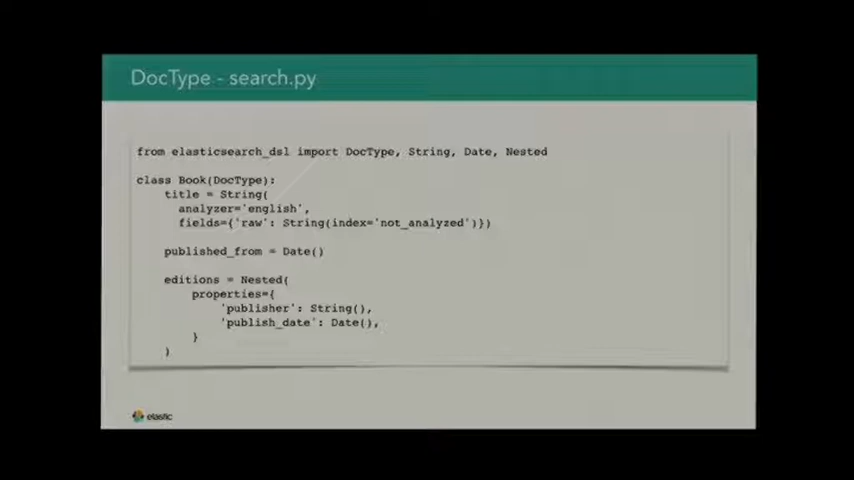 DocType - search.py
from elasticsearch_dsl import DocType, String, Date, Nested
class Book(DocType):
title = String(
analyzer='english',
fields={'raw': String(index='not_analyzed')})
published_from = Date()
editions = Nested(
properties={
'publisher': String(),
'publish_date': Date(),
}
)
elastic